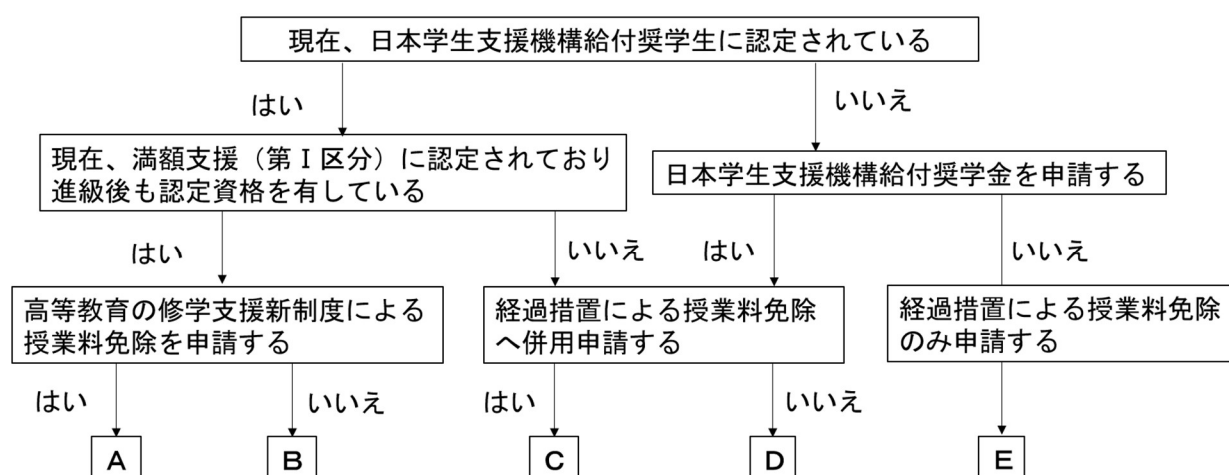 現在、日本学生支援機構給付奨学生に認定されている
はい
いいえ
現在、満額支援（第Ⅰ区分）に認定されており
進級後も認定資格を有している
日本学生支援機構給付奨学金を申請する
はい
いいえ
はい
いいえ
高等教育の修学支援新制度による
授業料免除を申請する
経過措置による授業料免除
へ併用申請する
経過措置による授業料免除
のみ申請する
はい
いいえ
はい
いいえ
A
B
C
D
E